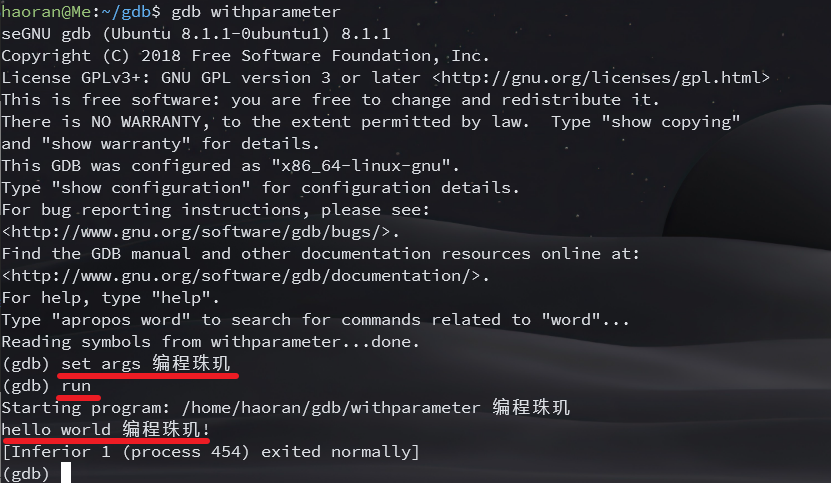 haoran@Me:~/gdb$ gdb withparameter
seGNU gdb (Ubuntu 8.1.1-0ubuntu1) 8.1.1
Copyright (C) 2018 Free Software Foundation, Inc.
License GPLv3+: GNU GPL version 3 or later <http://gnu.org/licenses/gpl.html>
This is free software: you are free to change and redistribute it.
There is NO WARRANTY, to the extent permitted by law.  Type "show copying"
and "show warranty" for details.
This GDB was configured as "x86_64-linux-gnu".
Type "show configuration" for configuration details.
For bug reporting instructions, please see:
<http://www.gnu.org/software/gdb/bugs/>.
Find the GDB manual and other documentation resources online at:
<http://www.gnu.org/software/gdb/documentation/>.
For help, type "help".
Type "apropos word" to search for commands related to "word"...
Reading symbols from withparameter...done.
(gdb) set args 编程珠玑
(gdb) run
Starting program: /home/haoran/gdb/withparameter 编程珠玑
hello world 编程珠玑!
[Inferior 1 (process 454) exited normally]
(gdb)